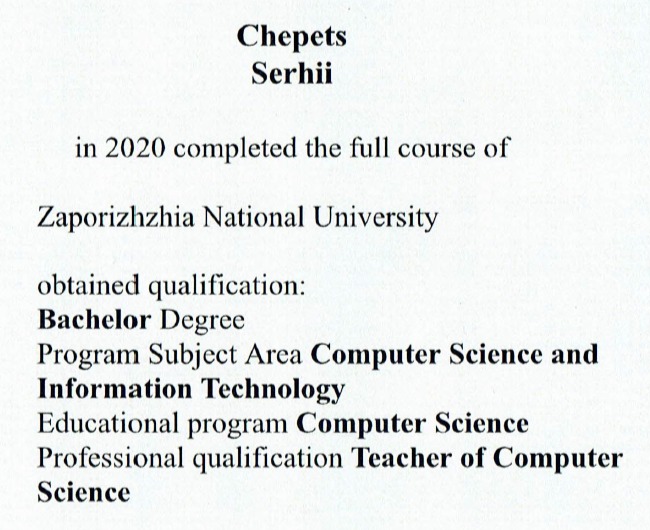 Chepets
Serhii
in 2020 completed the full course of
Zaporizhzhia National University
obtained qualification:
Bachelor Degree
Program Subject Area Computer Science and
Information Technology
Educational program Computer Science
Professional qualification Teacher of Computer
Science